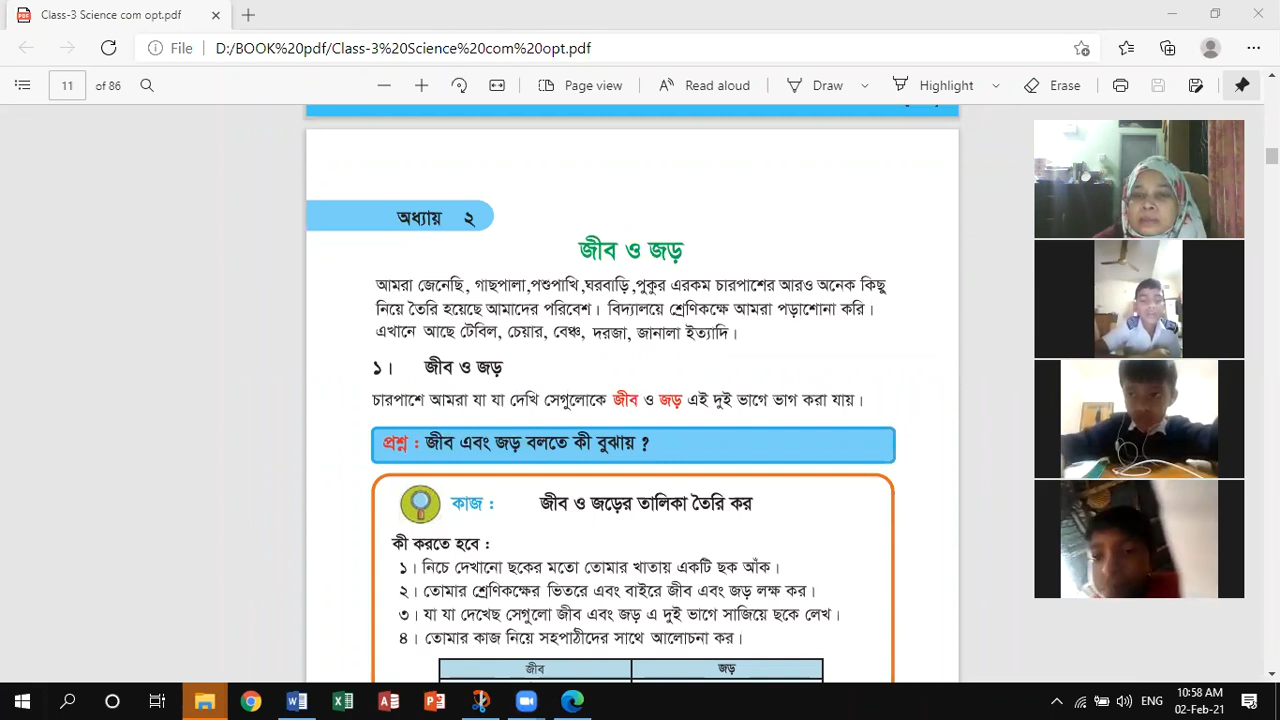 Class-3 Science com opt.pdf
File D:/BOOK%20pdf/Class-3%20Science%20com%20opt.pdf
11 of 86 Page view Read aloud Draw Highlight Erase
অধ্যায় ২
জীব ও জড়
আমরা জেনেছি, গাছপালা,পশুপাখি,ঘরবাড়ি,পুকুর এরকম চারপাশের আরও অনেক কিছু
নিয়ে তৈরি হয়েছে আমাদের পরিবেশ। বিদ্যালয়ে শ্রেণিকক্ষে আমরা পড়াশোনা করি।
এখানে আছে টেবিল, চেয়ার, বেঞ্চ, দরজা, জানালা ইত্যাদি।
১। জীব ও জড়
চারপাশে আমরা যা যা দেখি সেগুলোকে জীব ও জড় এই দুই ভাগে ভাগ করা যায়।
প্রশ্ন : জীব এবং জড় বলতে কী বুঝায় ?
কাজ : জীব ও জড়ের তালিকা তৈরি কর
কী করতে হবে :
১। নিচে দেখানো ছকের মতো তোমার খাতায় একটি ছক আঁক।
২। তোমার শ্রেণিকক্ষের ভিতরে এবং বাইরে জীব এবং জড় লক্ষ কর।
৩। যা যা দেখেছ সেগুলো জীব এবং জড় এ দুই ভাগে সাজিয়ে ছকে লেখ।
৪। তোমার কাজ নিয়ে সহপাঠীদের সাথে আলোচনা কর।
জীব জড়
ENG 10:58 AM
02-Feb-21